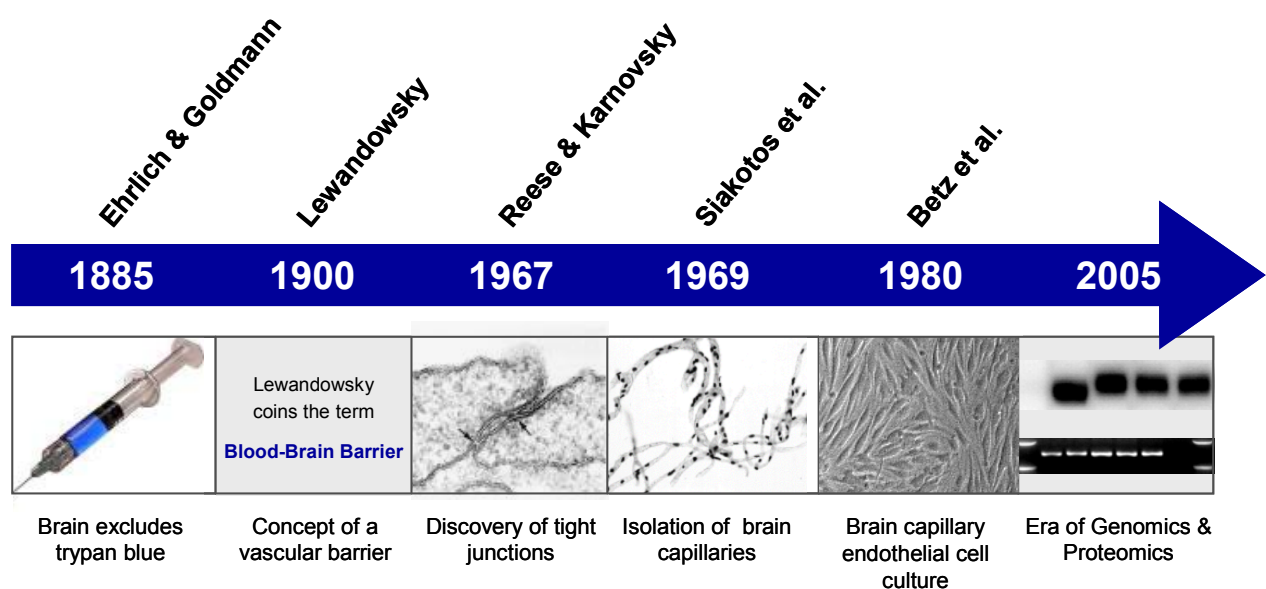 Ehrlich & Goldmann
Lewandowsky
Reese & Karnovsky
Siakotos et al.
Betz et al.
1885
1900
1967
1969
1980
2005
Lewandowsky
coins the term
Blood-Brain Barrier
Brain excludes
trypan blue
Concept of a
vascular barrier
Discovery of tight
junctions
Isolation of brain
capillaries
Brain capillary
endothelial cell
culture
Era of Genomics &
Proteomics